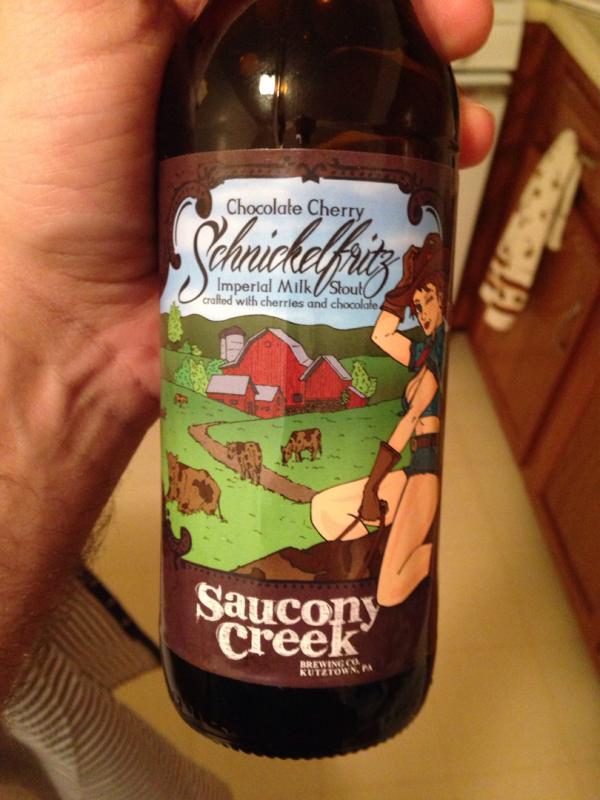 Chocolate Cherry
Schnickelfritz
Imperial Milk Stout
crafted with cherries and chocolate
Saucony
Creek
BREWING CO.
KUTZTOWN, PA